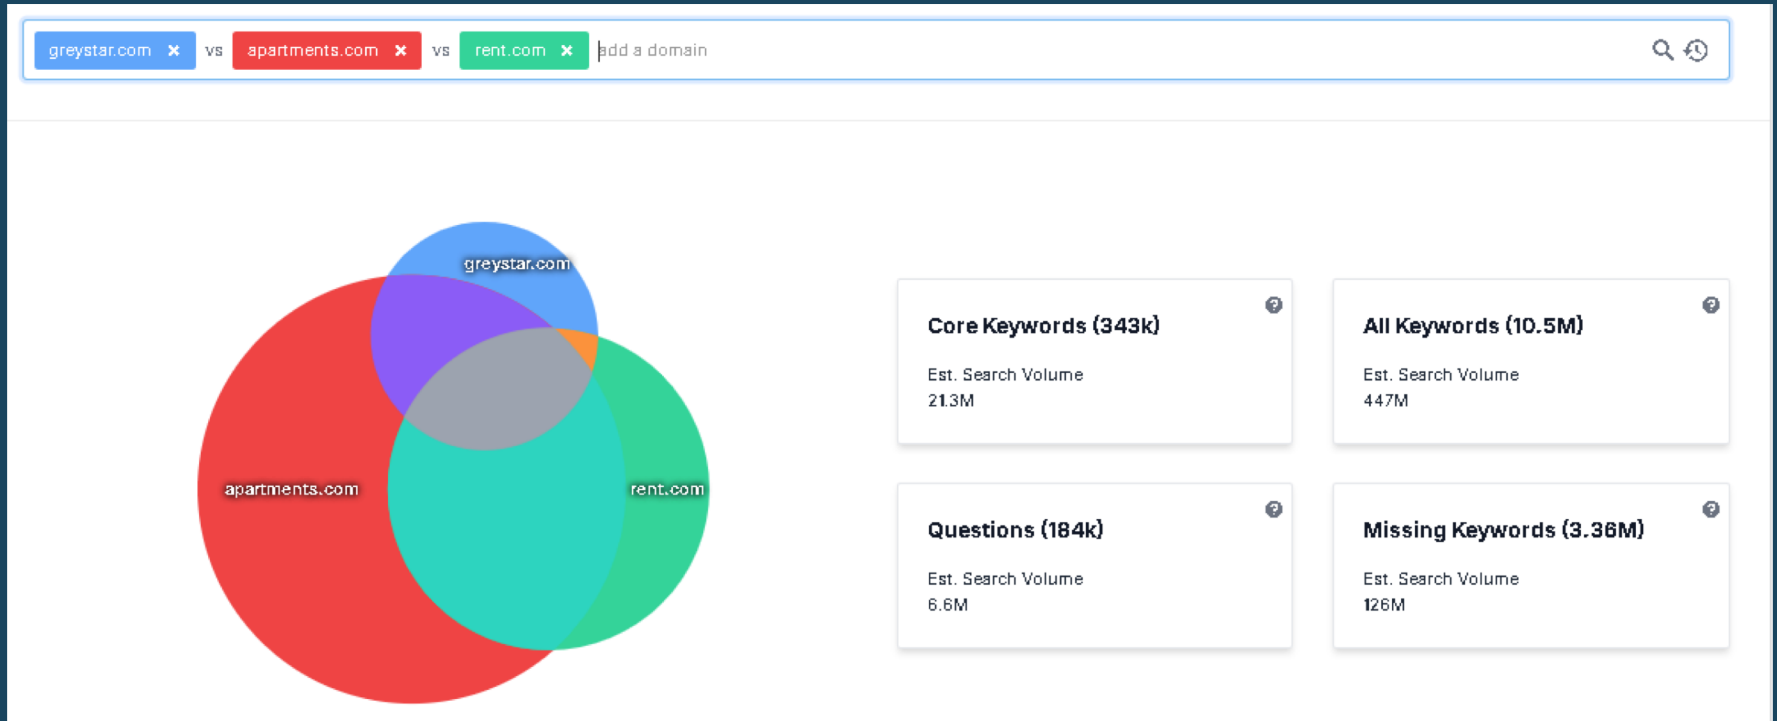 greystar.com × vs apartments.com × vs rent.com × add a domain
greystar.com
apartments.com
rent.com
Core Keywords (343k)
Est. Search Volume
21.3M
All Keywords (10.5M)
Est. Search Volume
447M
Questions (184k)
Est. Search Volume
6.6M
Missing Keywords (3.36M)
Est. Search Volume
126M